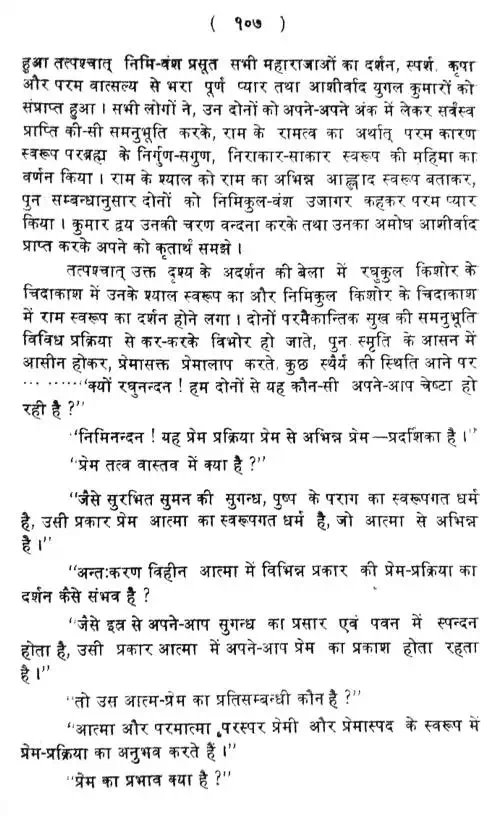 ( १०७ )
हुआ तत्पश्चात् निमि-वंश प्रसूत सभी महाराजाओं का दर्शन, स्पर्श. कृपा
और परम वात्सल्य से भरा पूर्ण प्यार तथा आशीर्वाद युगल कुमारों को
संप्राप्त हुआ । सभी लोगों ने, उन दोनों को अपने-अपने अंक में लेकर सर्वस्व
प्राप्ति की-सी समनुभूति करके, राम के रामत्व का अर्थात् परम कारण
स्वरूप परब्रह्म के निर्गुण-सगुण, निराकार-साकार स्वरूप की महिमा का
वर्णन किया । राम के श्याल को राम का अभिन्न आह्लाद स्वरूप बताकर,
पुन सम्बन्धानुसार दोनों को निमिकुल-वंश उजागर कहकर परम प्यार
किया । कुमार द्वय उनकी चरण वन्दना करके तथा उनका अमोघ आशीर्वाद
प्राप्त करके अपने को कृतार्थ समझे ।
तत्पश्चात् उक्त दृश्य के अदर्शन की बेला में रघुकुल किशोर के
चिदाकाश में उनके श्याल स्वरूप का और निमिकुल किशोर के चिदाकाश
में राम स्वरूप का दर्शन होने लगा । दोनों परमैकान्तिक सुख की समनुभूति
विविध प्रक्रिया से कर-करके विभोर हो जाते, पुन स्मृति के आसन में
आसीन होकर, प्रेमासक्त प्रेमालाप करते कुछ स्थैर्य की स्थिति आने पर
··· ··· ···"क्यों रघुनन्दन ! हम दोनों से यह कौन-सी अपने-आप चेष्टा हो
रही है ?"
"निमिनन्दन ! यह प्रेम प्रक्रिया प्रेम से अभिन्न प्रेम—प्रदर्शिका है ।"
"प्रेम तत्व वास्तव में क्या है ?"
"जैसे सुरभित सुमन की सुगन्ध, पुष्प के पराग का स्वरूपगत धर्म
है, उसी प्रकार प्रेम आत्मा का स्वरूपगत धर्म है, जो आत्मा से अभिन्न
है ।"
"अन्तःकरण विहीन आत्मा में विभिन्न प्रकार की प्रेम-प्रक्रिया का
दर्शन कैसे संभव है ?
"जैसे इत्र से अपने-आप सुगन्ध का प्रसार एवं पवन में स्पन्दन
होता है, उसी प्रकार आत्मा में अपने-आप प्रेम का प्रकाश होता रहता
है ।"
"तो उस आत्म-प्रेम का प्रतिसम्बन्धी कौन है ?"
"आत्मा और परमात्मा परस्पर प्रेमी और प्रेमास्पद के स्वरूप में
प्रेम-प्रक्रिया का अनुभव करते हैं ।"
"प्रेम का प्रभाव क्या है ?"